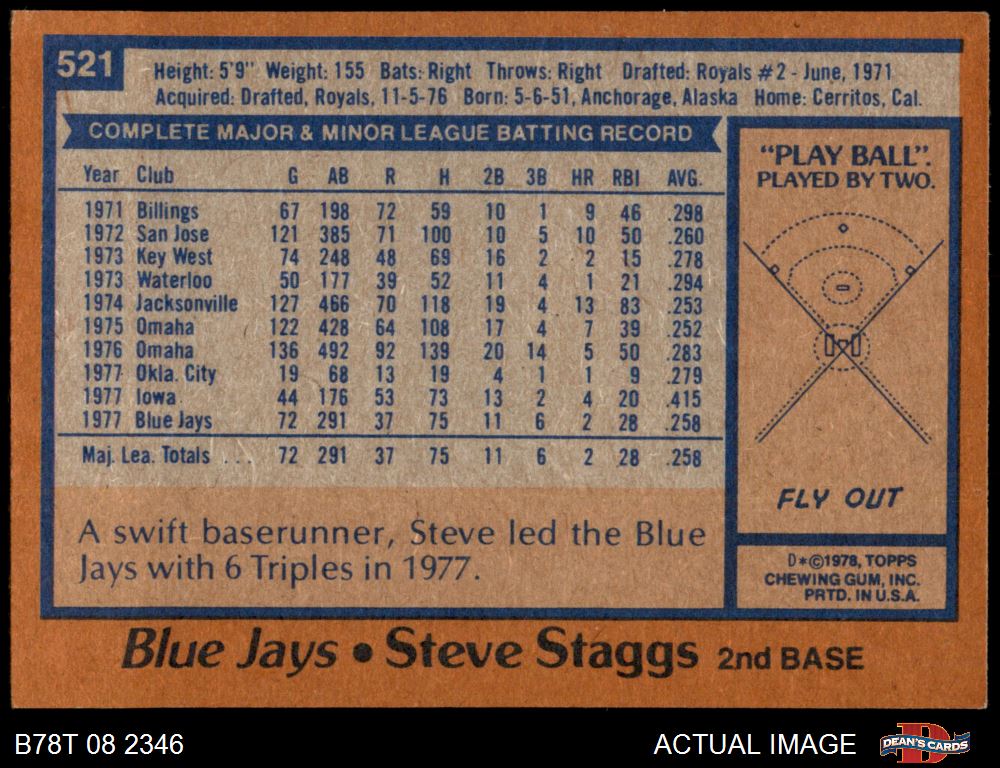 521
Height: 5'9" Weight: 155 Bats: Right Throws: Right Drafted: Royals #2 - June, 1971
Acquired: Drafted, Royals, 11-5-76 Born: 5-6-51, Anchorage, Alaska Home: Cerritos, Cal.
COMPLETE MAJOR & MINOR LEAGUE BATTING RECORD
Year Club G AB R H 2B 3B HR RBI AVG.
1971 Billings 67 198 72 59 10 1 9 46 .298
1972 San Jose 121 385 71 100 10 5 10 50 .260
1973 Key West 74 248 48 69 16 2 2 15 .278
1973 Waterloo 50 177 39 52 11 4 1 21 .294
1974 Jacksonville 127 466 70 118 19 4 13 83 .253
1975 Omaha 122 428 64 108 17 4 7 39 .252
1976 Omaha 136 492 92 139 20 14 5 50 .283
1977 Okla. City 19 68 13 19 4 1 1 9 .279
1977 Iowa 44 176 53 73 13 2 4 20 .415
1977 Blue Jays 72 291 37 75 11 6 2 28 .258
Maj. Lea. Totals . . . 72 291 37 75 11 6 2 28 .258
A swift baserunner, Steve led the Blue
Jays with 6 Triples in 1977.
"PLAY BALL".
PLAYED BY TWO.
FLY OUT
D*©1978, TOPPS
CHEWING GUM, INC.
PRTD. IN U.S.A.
Blue Jays • Steve Staggs 2nd BASE
B78T 08 2346
ACTUAL IMAGE
DEAN'S CARDS